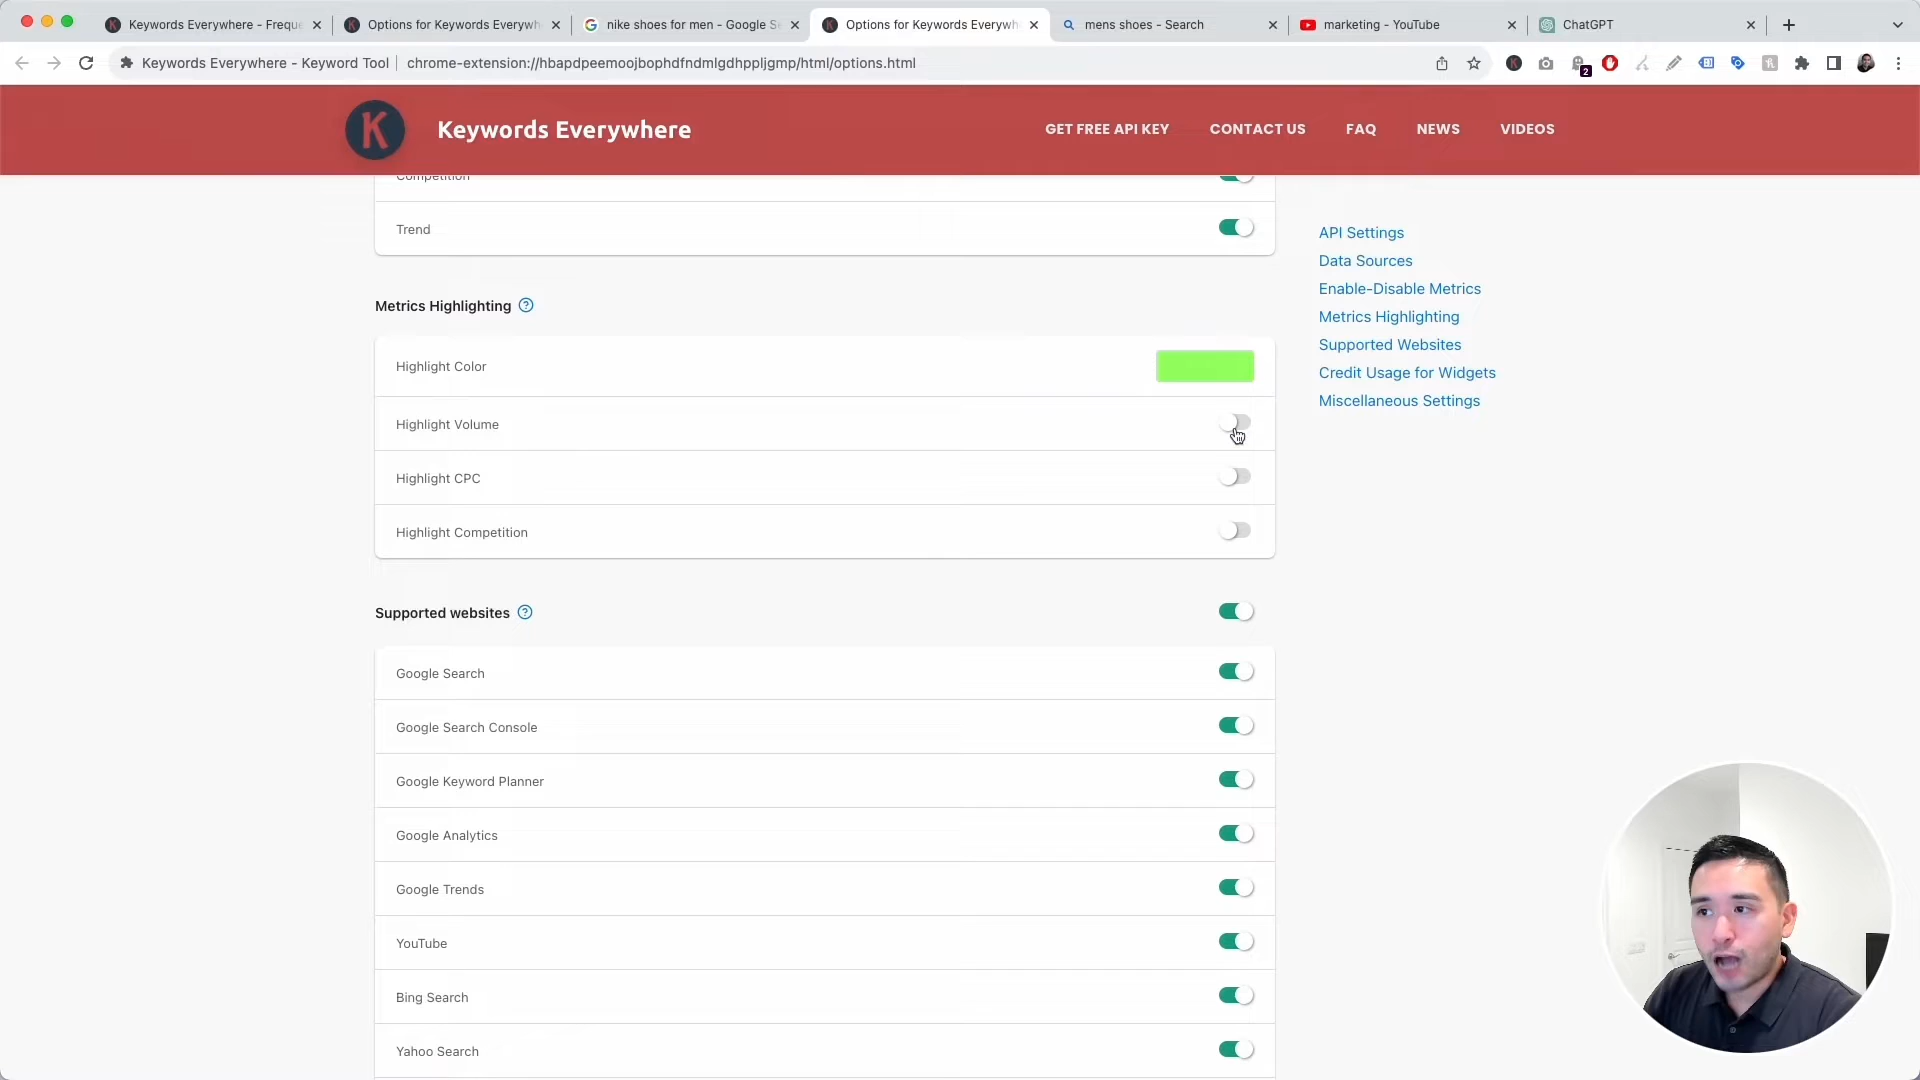 Keywords Everywhere - Freque
Options for Keywords Everywh
nike shoes for men - Google Se
Options for Keywords Everywh
mens shoes - Search
marketing - YouTube
ChatGPT
Keywords Everywhere - Keyword Tool
chrome-extension://hbapdpeemoojbophdfndmlgdhppljgmp/html/options.html
2
K
Keywords Everywhere
GET FREE API KEY
CONTACT US
FAQ
NEWS
VIDEOS
Competition
Trend
Metrics Highlighting ?
Highlight Color
Highlight Volume
Highlight CPC
Highlight Competition
Supported websites ?
Google Search
Google Search Console
Google Keyword Planner
Google Analytics
Google Trends
YouTube
Bing Search
Yahoo Search
API Settings
Data Sources
Enable-Disable Metrics
Metrics Highlighting
Supported Websites
Credit Usage for Widgets
Miscellaneous Settings